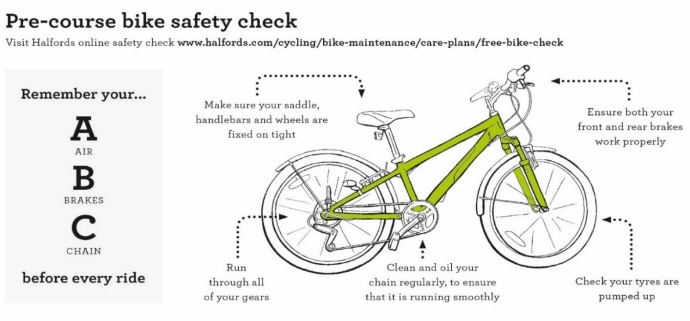 Pre-course bike safety check
Visit Halfords online safety check www.halfords.com/cycling/bike-maintenance/care-plans/free-bike-check
Remember your...
A
AIR
B
BRAKES
C
CHAIN
before every ride
Make sure your saddle,
handlebars and wheels are
fixed on tight
Ensure both your
front and rear brakes
work properly
Run
through all
of your gears
Clean and oil your
chain regularly, to ensure
that it is running smoothly
Check your tyres are
pumped up